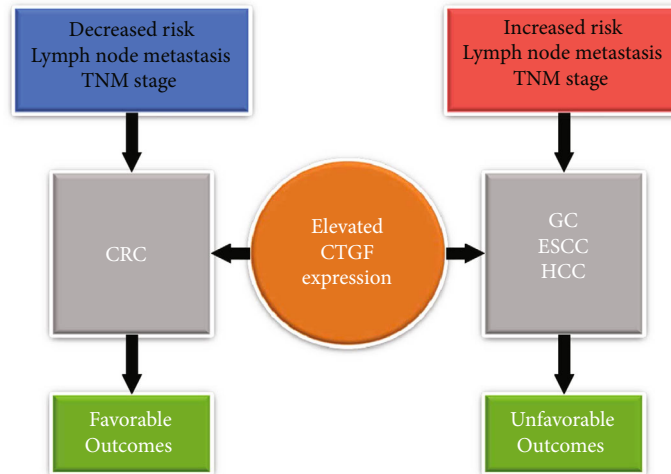 Decreased risk
Lymph node metastasis
TNM stage
Increased risk
Lymph node metastasis
TNM stage
CRC
Elevated
CTGF
expression
GC
ESCC
HCC
Favorable
Outcomes
Unfavorable
Outcomes